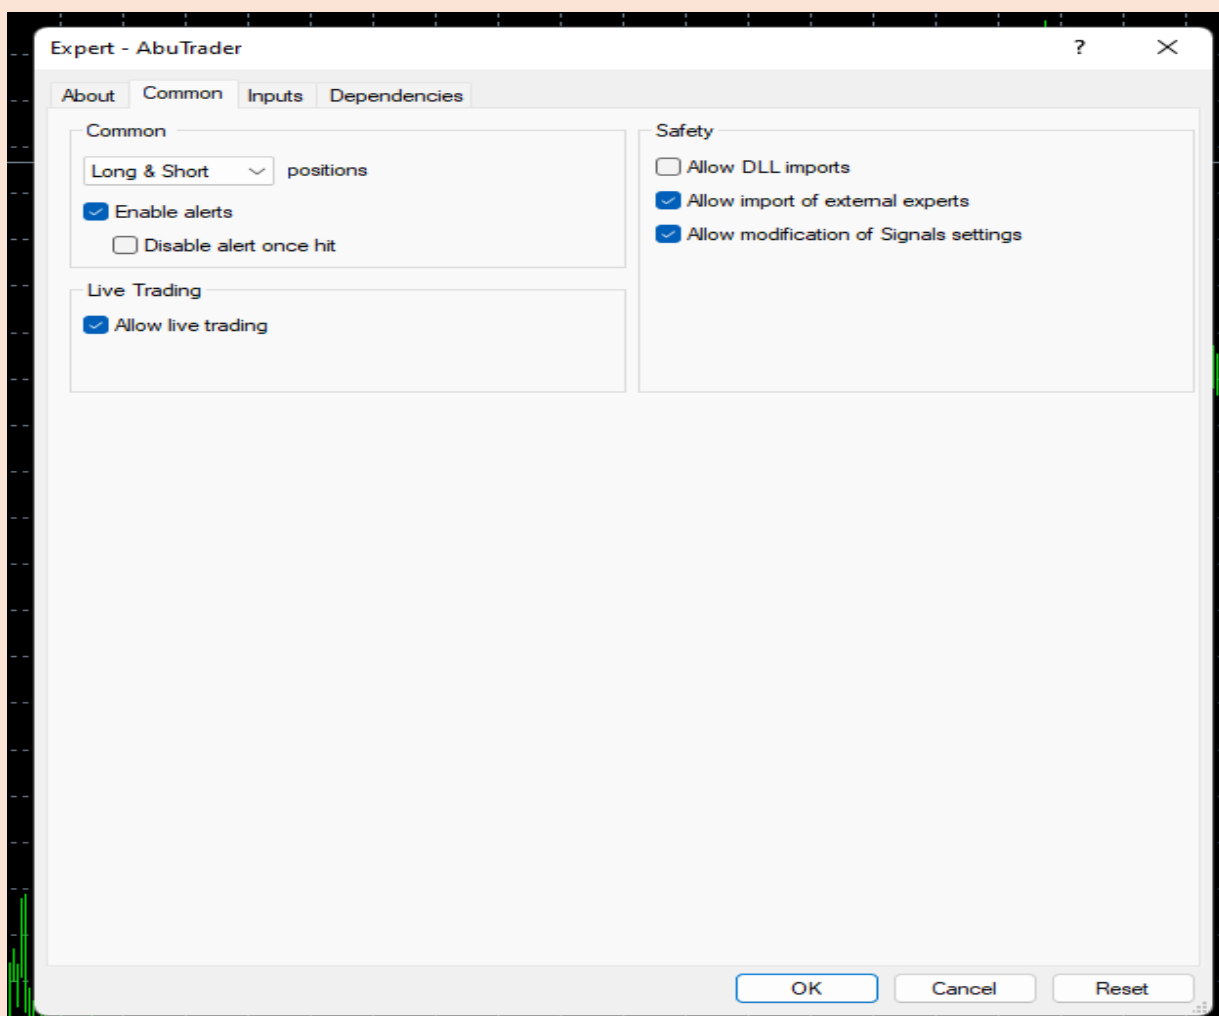 Expert - AbuTrader
?
About Common Inputs Dependencies
Common
Long & Short positions
Enable alerts
Disable alert once hit
Live Trading
Allow live trading
Safety
Allow DLL imports
Allow import of external experts
Allow modification of Signals settings
OK Cancel Reset